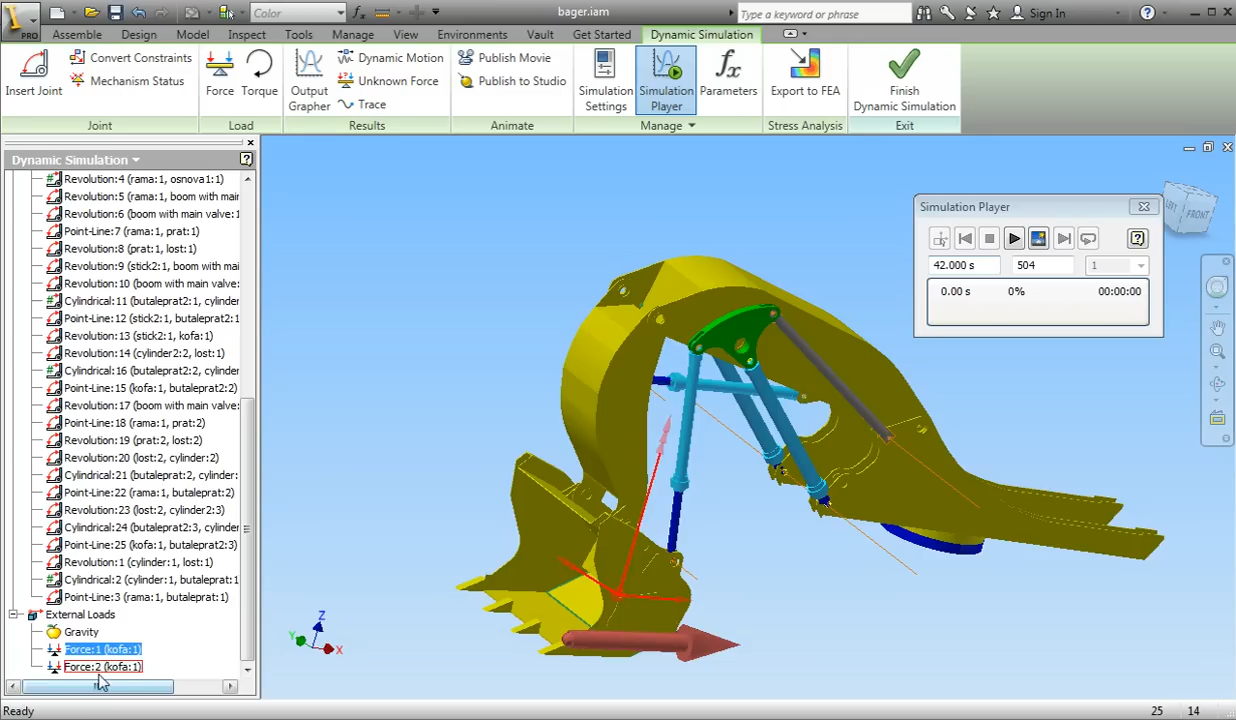 PRO
Color
bager.iam
Type a keyword or phrase
Sign In
Assemble
Design
Model
Inspect
Tools
Manage
View
Environments
Vault
Get Started
Dynamic Simulation
Insert Joint
Convert Constraints
Mechanism Status
Joint
Force
Torque
Load
Output
Grapher
Dynamic Motion
Unknown Force
Trace
Results
Publish Movie
Publish to Studio
Animate
Simulation
Settings
Simulation
Player
Parameters
Manage
Export to FEA
Stress Analysis
Finish
Dynamic Simulation
Exit
Dynamic Simulation
Revolution:4 (rama:1, osnova1:1)
Revolution:5 (rama:1, boom with main
Revolution:6 (boom with main valve:1
Point-Line:7 (rama:1, prat:1)
Revolution:8 (prat:1, lost:1)
Revolution:9 (stick2:1, boom with mai
Revolution:10 (boom with main valve:
Cylindrical:11 (butaleprat2:1, cylinder
Point-Line:12 (stick2:1, butaleprat2:1
Revolution:13 (stick2:1, kofa:1)
Revolution:14 (cylinder2:2, lost:1)
Cylindrical:16 (butaleprat2:2, cylinder
Point-Line:15 (kofa:1, butaleprat2:2)
Revolution:17 (boom with main valve:
Point-Line:18 (rama:1, prat:2)
Revolution:19 (prat:2, lost:2)
Revolution:20 (lost:2, cylinder:2)
Cylindrical:21 (butaleprat:2, cylinder:
Point-Line:22 (rama:1, butaleprat:2)
Revolution:23 (lost:2, cylinder2:3)
Cylindrical:24 (butaleprat2:3, cylinder
Point-Line:25 (kofa:1, butaleprat2:3)
Revolution:1 (cylinder:1, lost:1)
Cylindrical:2 (cylinder:1, butaleprat:1
Point-Line:3 (rama:1, butaleprat:1)
External Loads
Gravity
Force:1 (kofa:1)
Force:2 (kofa:1)
Simulation Player
42.000 s
504
1
0.00 s
0%
00:00:00
LEFT
FRONT
Z
Y
X
Ready
25
14